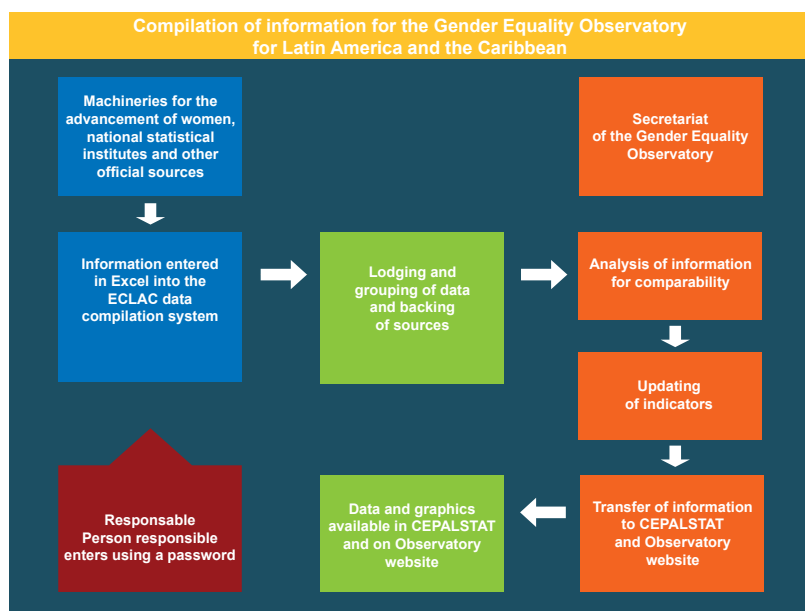 Compilation of information for the Gender Equality Observatory
for Latin America and the Caribbean
Machineries for the
advancement of women,
national statistical
institutes and other
official sources
Secretariat
of the Gender Equality
Observatory
Information entered
in Excel into the
ECLAC data
compilation system
Lodging and
grouping of data
and backing
of sources
Analysis of information
for comparability
Updating
of indicators
Responsable
Person responsible
enters using a password
Data and graphics
available in CEPALSTAT
and on Observatory
website
Transfer of information
to CEPALSTAT
and Observatory
website